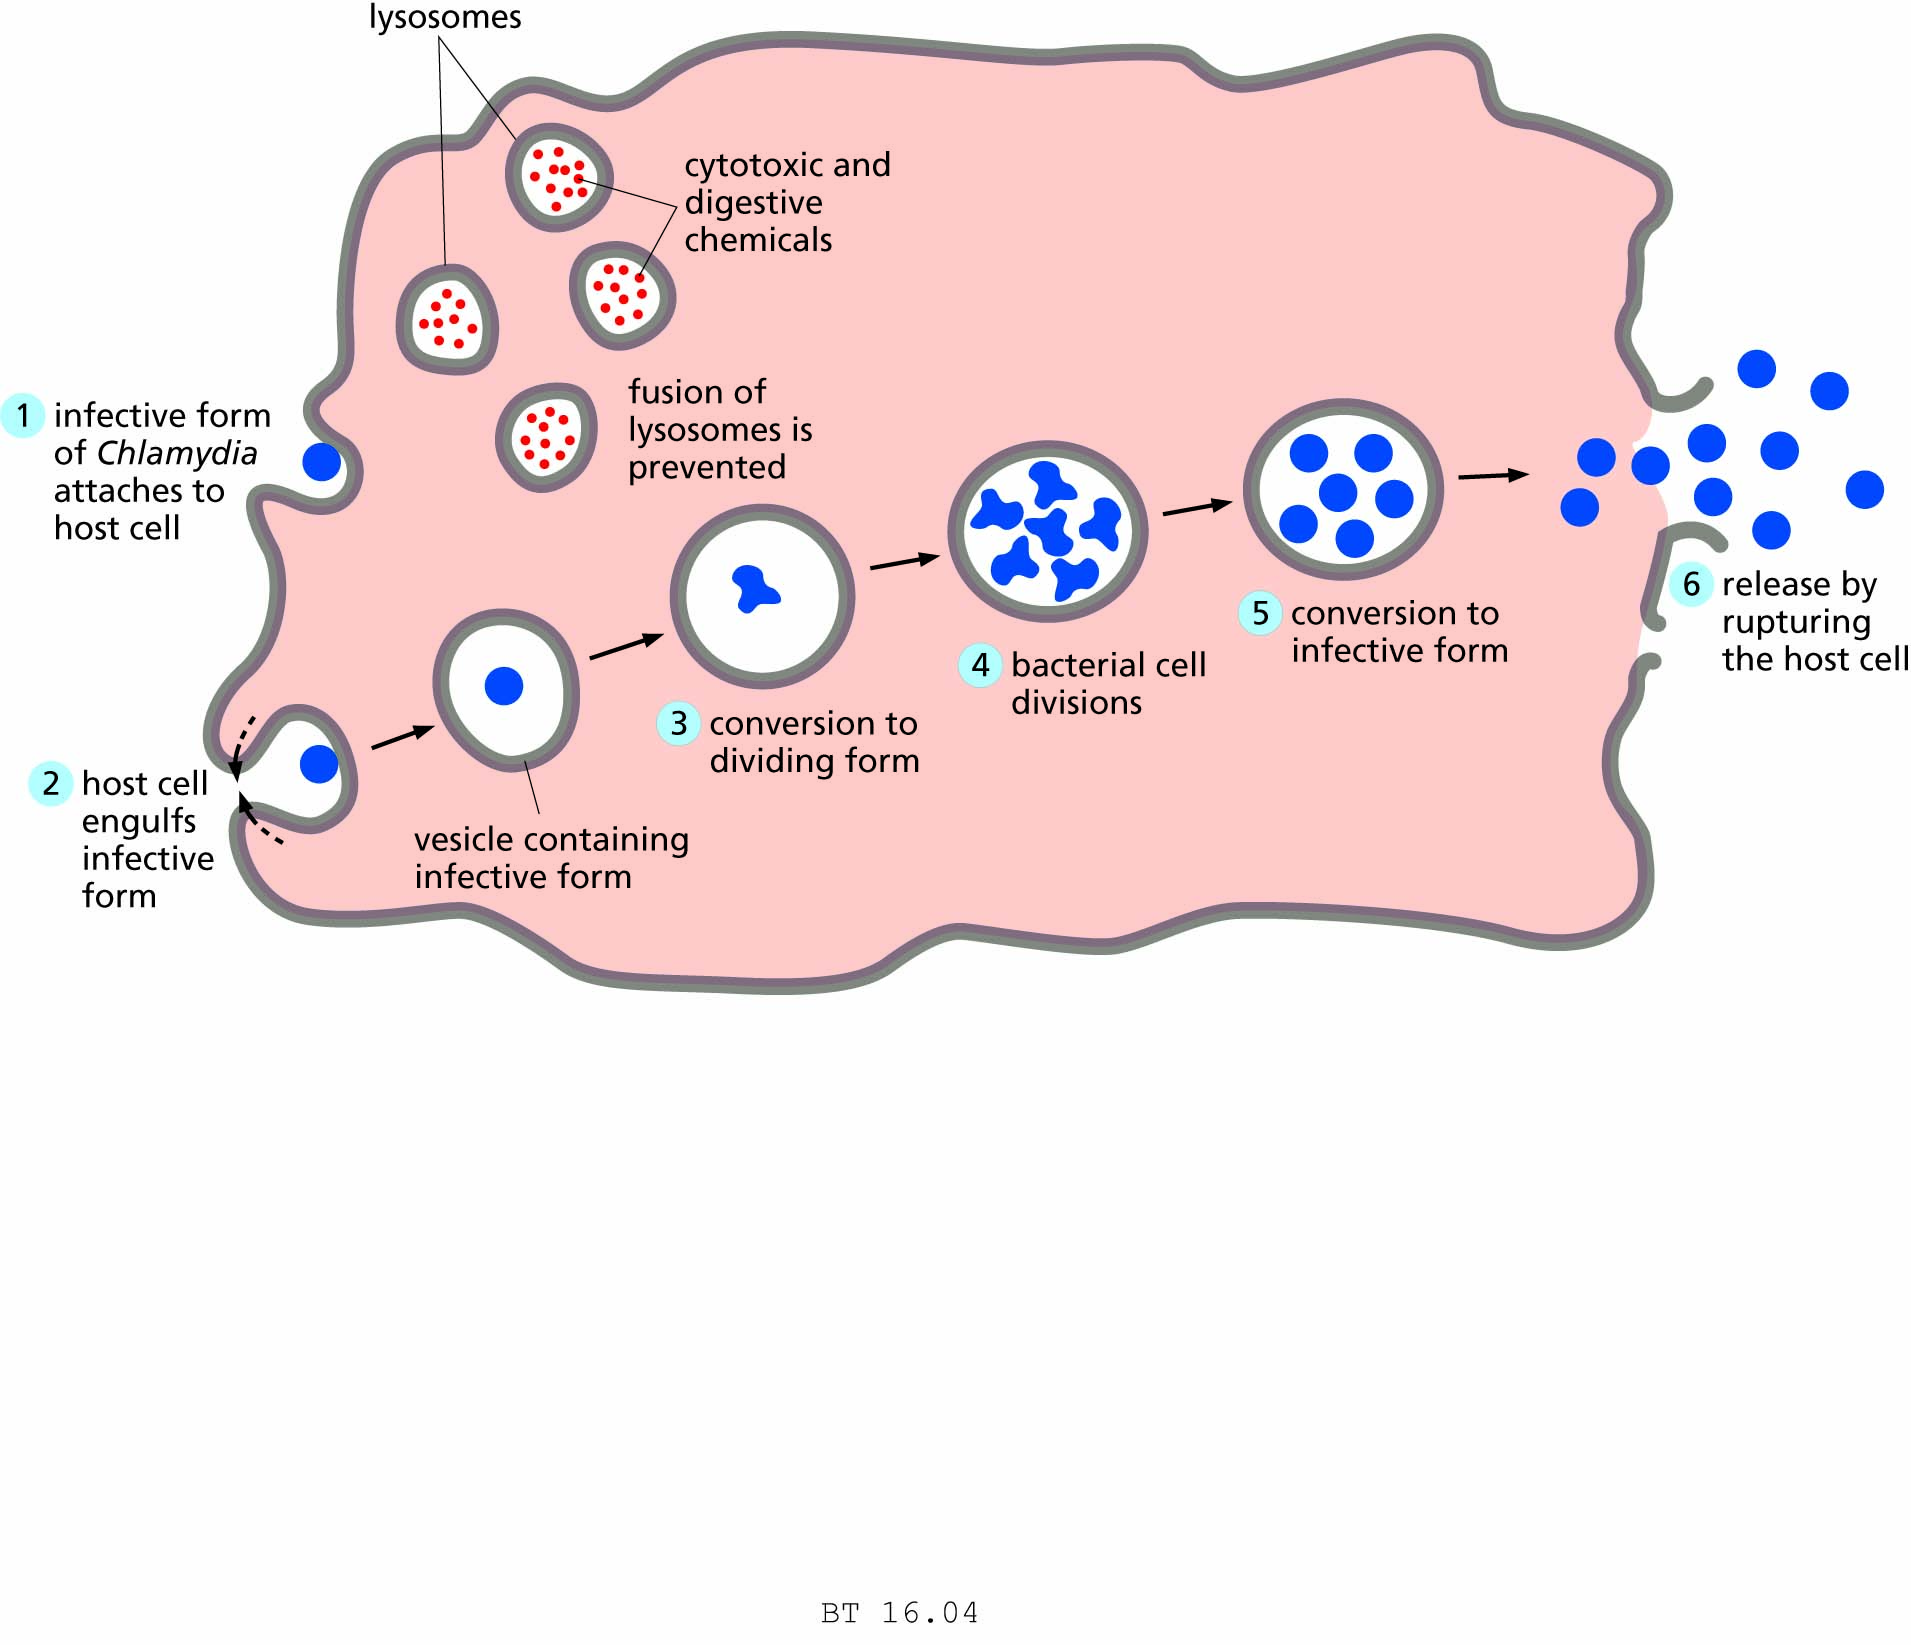 lysosomes
cytotoxic and
digestive
chemicals
fusion of
lysosomes is
prevented
1 infective form
of Chlamydia
attaches to
host cell
2 host cell
engulfs
infective
form
vesicle containing
infective form
3 conversion to
dividing form
4 bacterial cell
divisions
5 conversion to
infective form
6 release by
rupturing
the host cell
BT 16.04